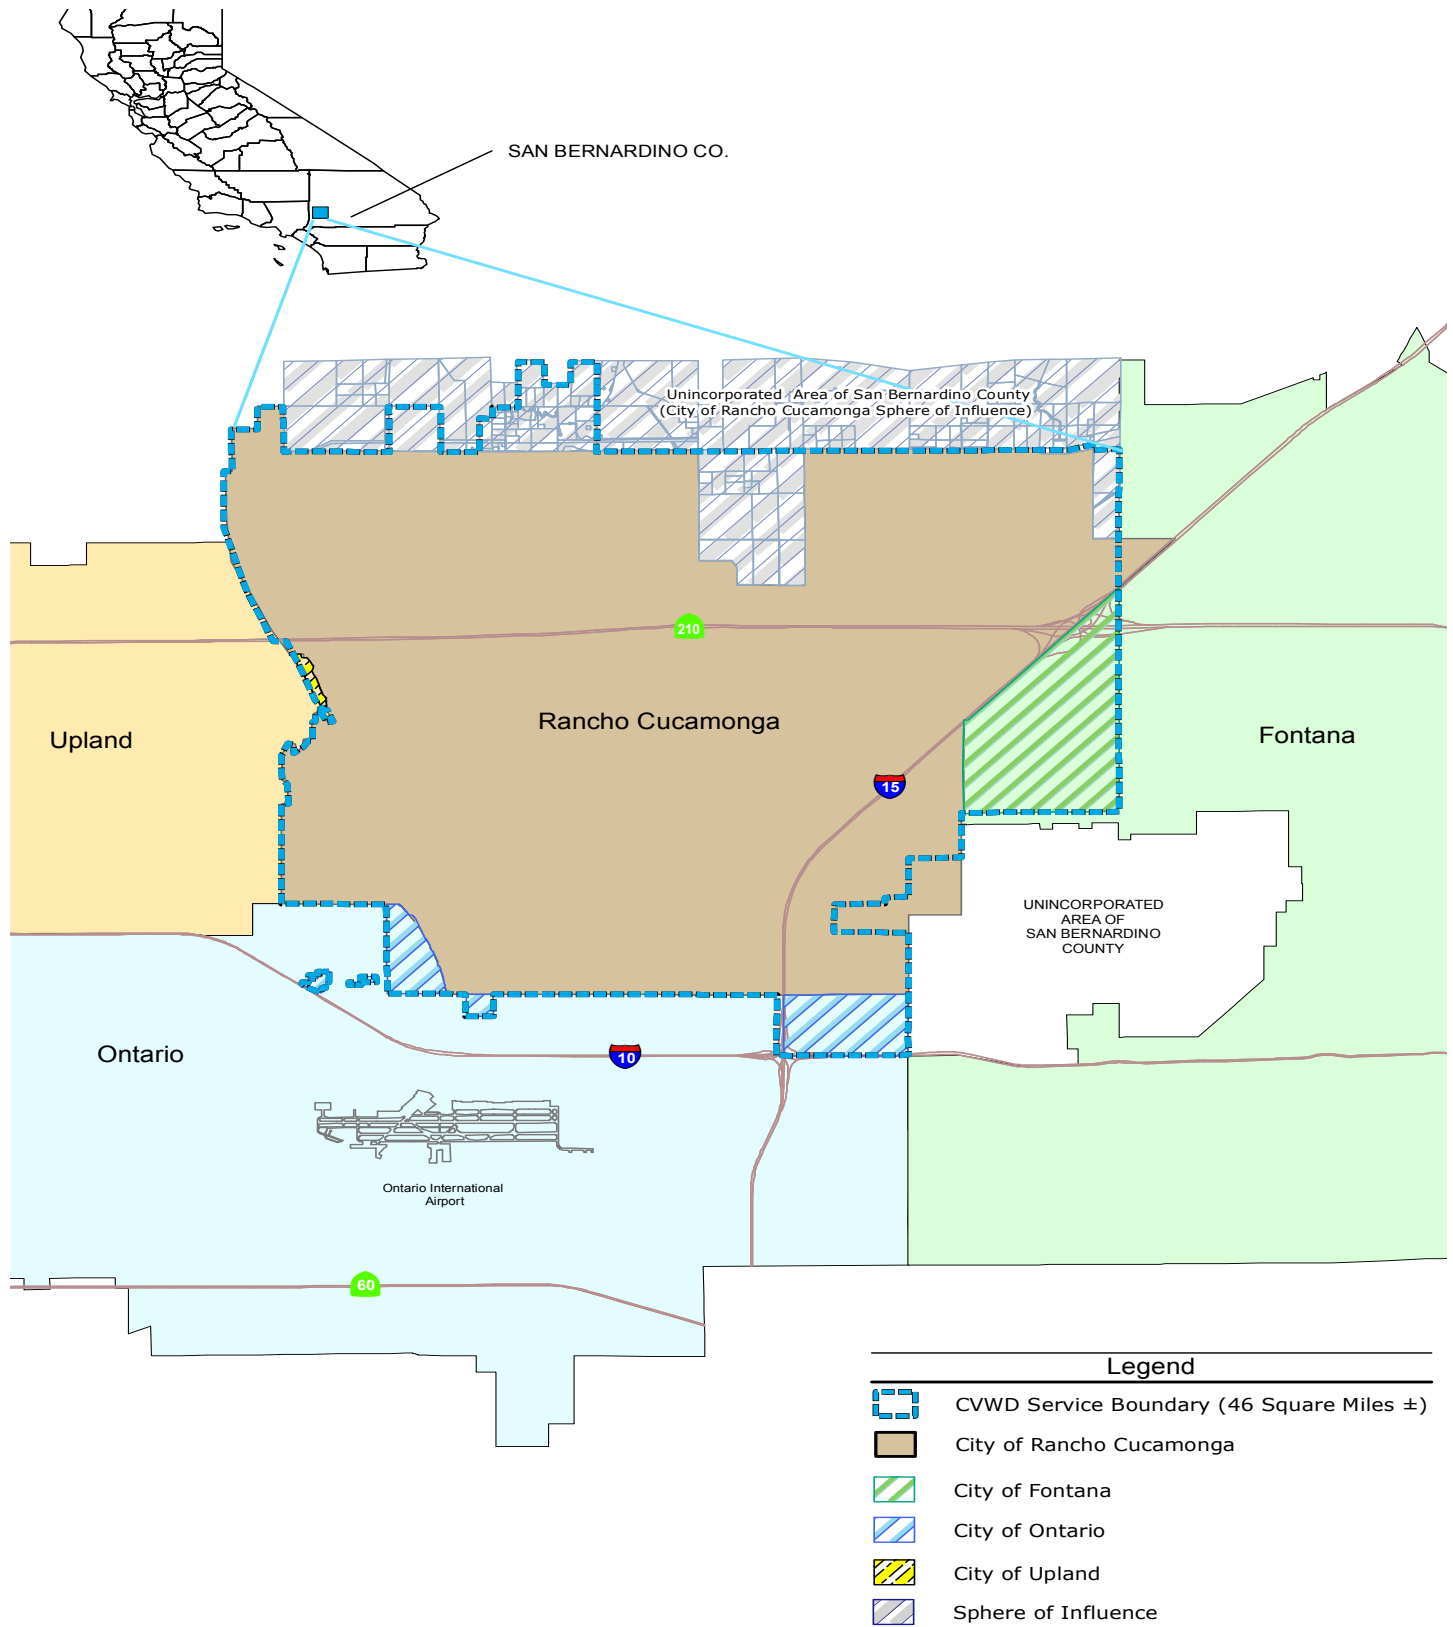 SAN BERNARDINO CO.
Unincorporated Area of San Bernardino County
(City of Rancho Cucamonga Sphere of Influence)
210
Rancho Cucamonga
Upland
Fontana
15
UNINCORPORATED
AREA OF
SAN BERNARDINO
COUNTY
Ontario
10
Ontario International
Airport
60
Legend
CVWD Service Boundary (46 Square Miles ±)
City of Rancho Cucamonga
City of Fontana
City of Ontario
City of Upland
Sphere of Influence